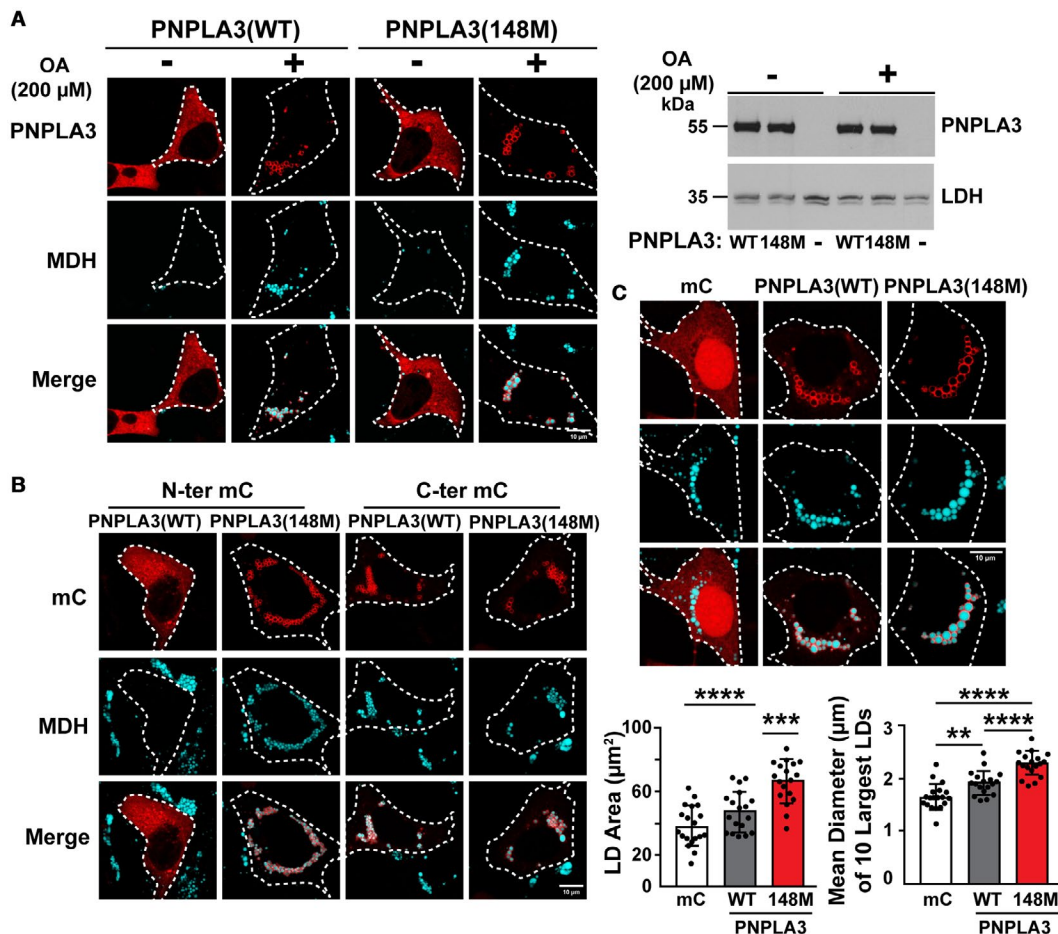 A
PNPLA3(WT) PNPLA3(148M)
OA - + - +
(200 µM)
PNPLA3
MDH
Merge
10 µm
OA - +
(200 µM)
kDa
55 PNPLA3
35 LDH
PNPLA3: WT 148M - WT 148M -
B
N-ter mC C-ter mC
PNPLA3(WT) PNPLA3(148M) PNPLA3(WT) PNPLA3(148M)
mC
MDH
Merge
10 µm
C
mC PNPLA3(WT) PNPLA3(148M)
10 µm
LD Area (µm²)
100
80
60
40
20
0
**** ***
mC WT 148M
PNPLA3
Mean Diameter (µm)
of 10 Largest LDs
3
2
1
0
****
** ****
mC WT 148M
PNPLA3